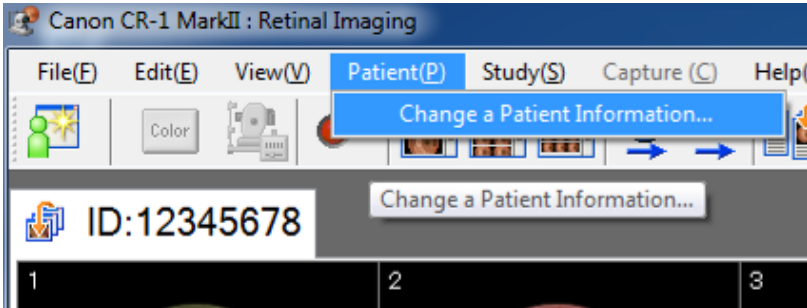 Canon CR-1 MarkII : Retinal Imaging
File(F) Edit(E) View(V) Patient(P) Study(S) Capture (C) Help(
Change a Patient Information...
Color
Change a Patient Information...
ID:12345678
1 2 3